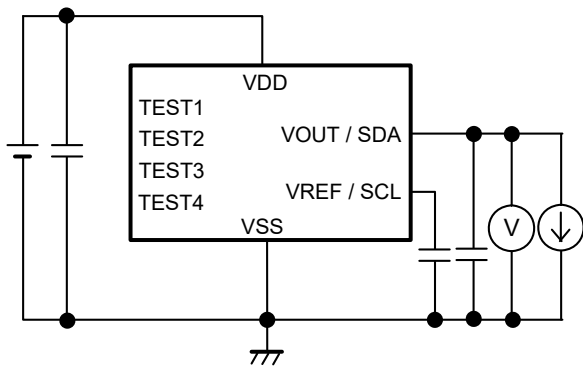 VDD
TEST1
TEST2
TEST3
TEST4
VOUT / SDA
VREF / SCL
VSS
V